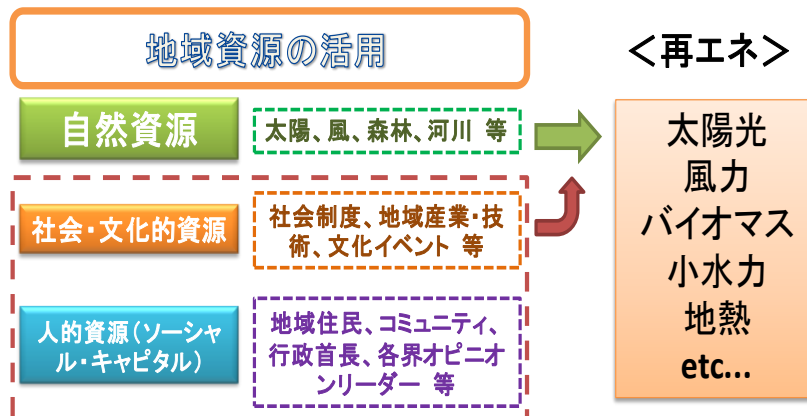 地域資源の活用
＜再エネ＞
自然資源
太陽、風、森林、河川 等
社会・文化的資源
社会制度、地域産業・技
術、文化イベント 等
人的資源（ソーシャ
ル・キャピタル）
地域住民、コミュニティ、
行政首長、各界オピニオ
ンリーダー 等
太陽光
風力
バイオマス
小水力
地熱
etc...